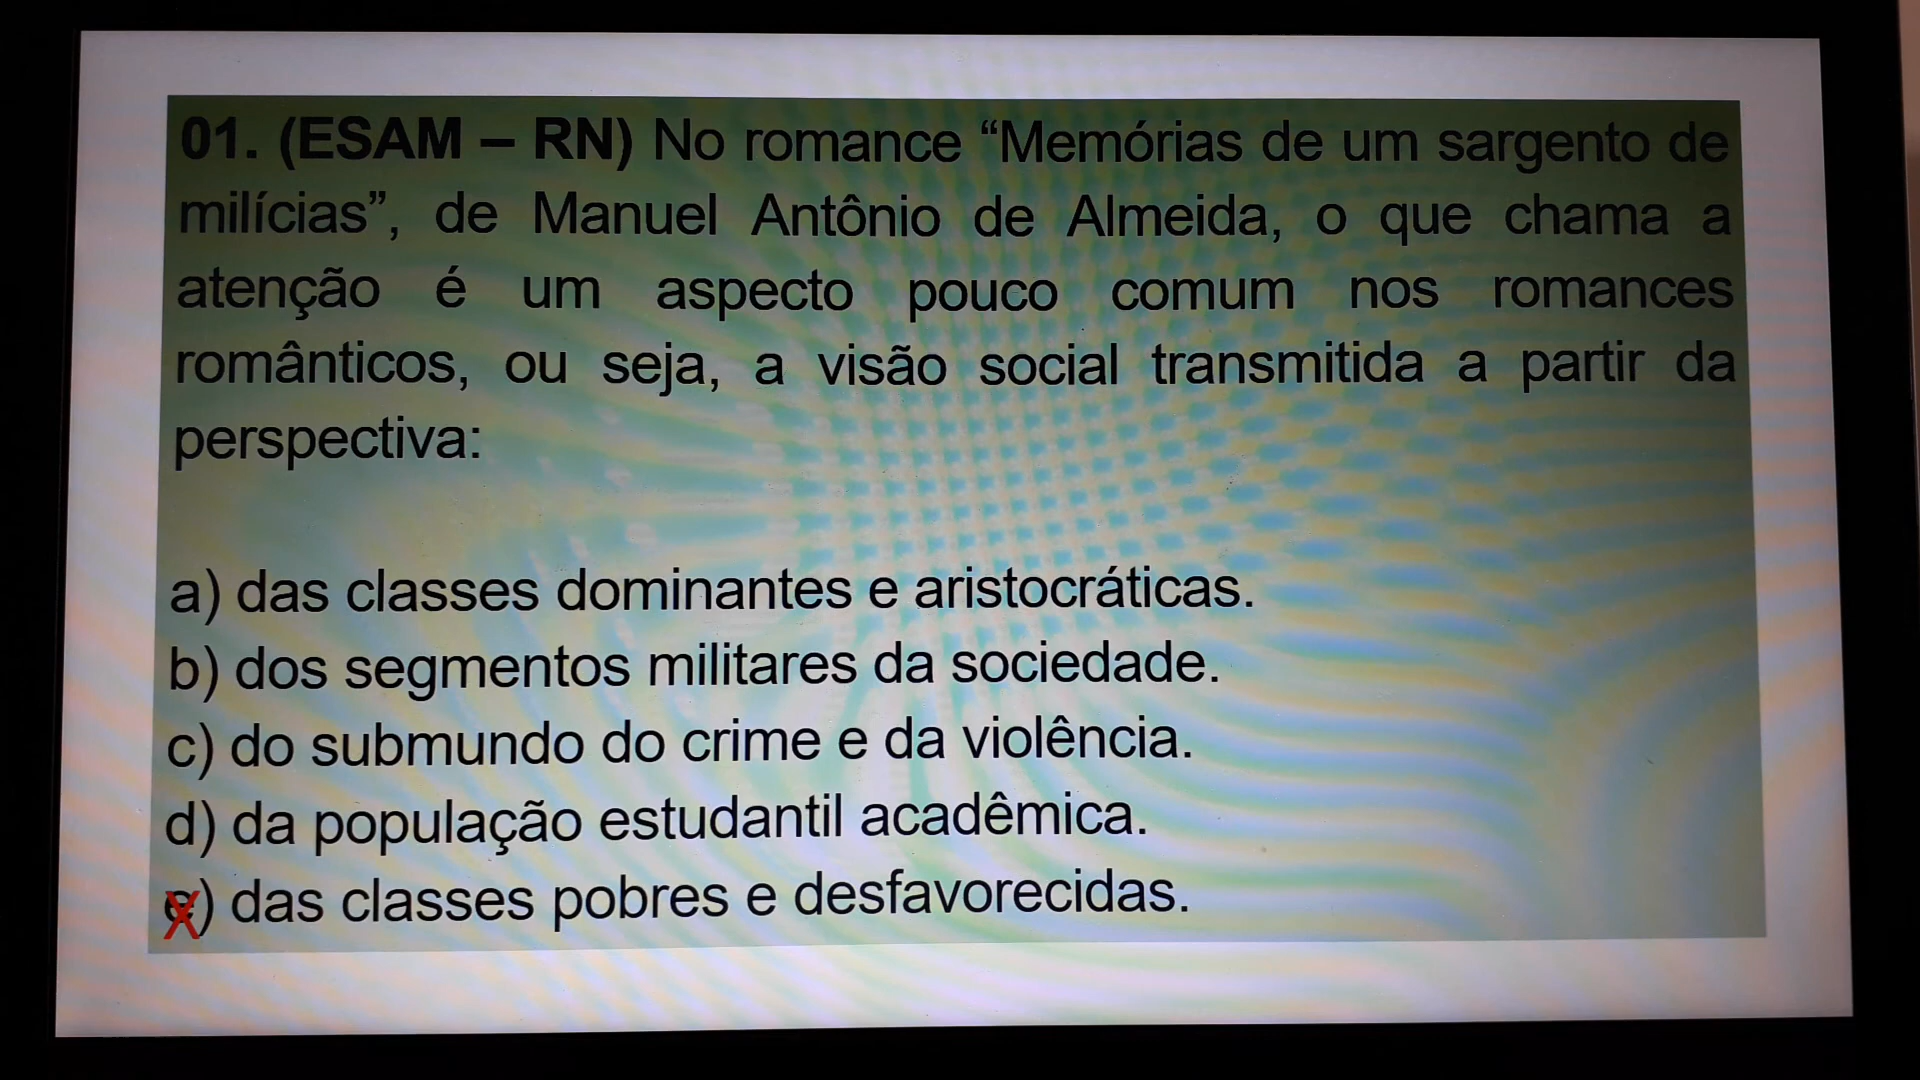 01. (ESAM – RN) No romance “Memórias de um sargento de
milícias”, de Manuel Antônio de Almeida, o que chama a
atenção é um aspecto pouco comum nos romances
românticos, ou seja, a visão social transmitida a partir da
perspectiva:
a) das classes dominantes e aristocráticas.
b) dos segmentos militares da sociedade.
c) do submundo do crime e da violência.
d) da população estudantil acadêmica.
e) das classes pobres e desfavorecidas.